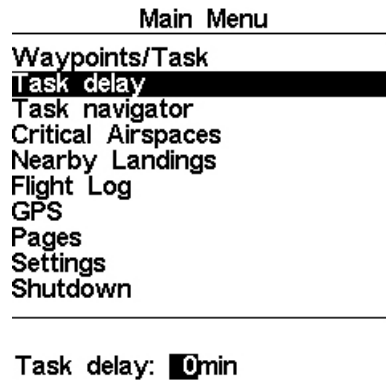 Main Menu
Waypoints/Task
Task delay
Task navigator
Critical Airspaces
Nearby Landings
Flight Log
GPS
Pages
Settings
Shutdown
Task delay: 0min